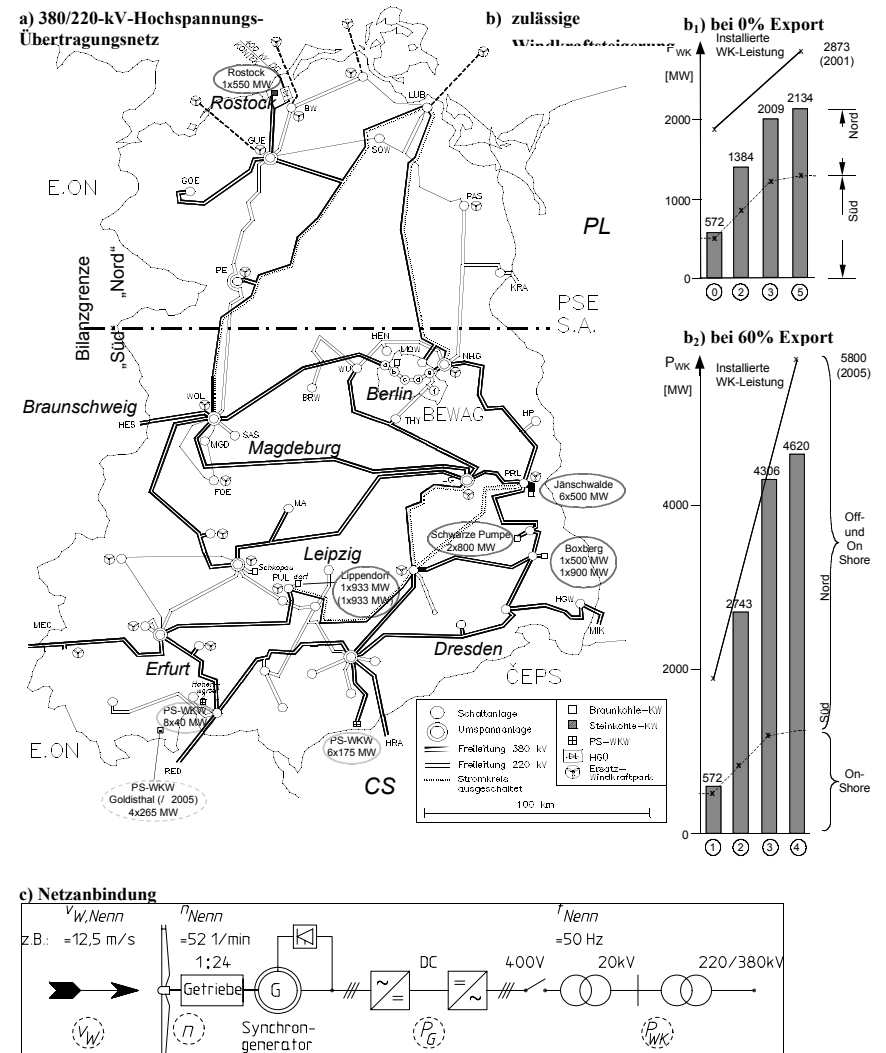 a) 380/220-kV-Hochspannungs-
Übertragungsnetz
b) zulässige
Windkraftsteigerung
b1) bei 0% Export
PWK
[MW]
Installierte
WK-Leistung
2873
(2001)
2134
2009
1384
572
2000
1000
0
Nord
Süd
0
2
3
5
b2) bei 60% Export
PWK
[MW]
Installierte
WK-Leistung
5800
(2005)
4620
4306
2743
572
4000
2000
0
Off-
und
On
Shore
Nord
Süd
On-
Shore
1
2
3
4
Rostock
1x550 MW
Rostock
BW
LUB
GUE
SOW
GOE
E.ON
PAS
PL
PE
KRA
PSE
S.A.
Bilanzgrenze
„Nord“
„Süd“
HEN
WU
NHG
Berlin
BRW
BEWAG
THY
HP
WOL
Braunschweig
HES
SAS
MGD
Magdeburg
FOE
PRL
Jänschwalde
6x500 MW
MA
Schwarze Pumpe
2x800 MW
Boxberg
1x500 MW
1x900 MW
Leipzig
Schkopau
PUL
dorf
Lippendorf
1x933 MW
(1x933 MW)
HGW
MIK
MEC
Erfurt
Dresden
ČEPS
PS-WKW
8x40 MW
PS-WKW
6x175 MW
HRA
E.ON
RED
CS
PS-WKW
Goldisthal (/ 2005)
4x265 MW
Schaltanlage
Umspannanlage
Freileitung 380 kV
Freileitung 220 kV
Stromkreis
ausgeschaltet
Braunkohle-KW
Steinkohle-KW
PS-WKW
HGÜ
Ersatz-
Windkraftpark
100 km
c) Netzanbindung
vW,Nenn
nNenn
fNenn
z.B.: =12,5 m/s
=52 1/min
=50 Hz
1:24
DC
400V
20kV
220/380kV
Getriebe
G
vW
n
Synchron-
generator
PG
PWK